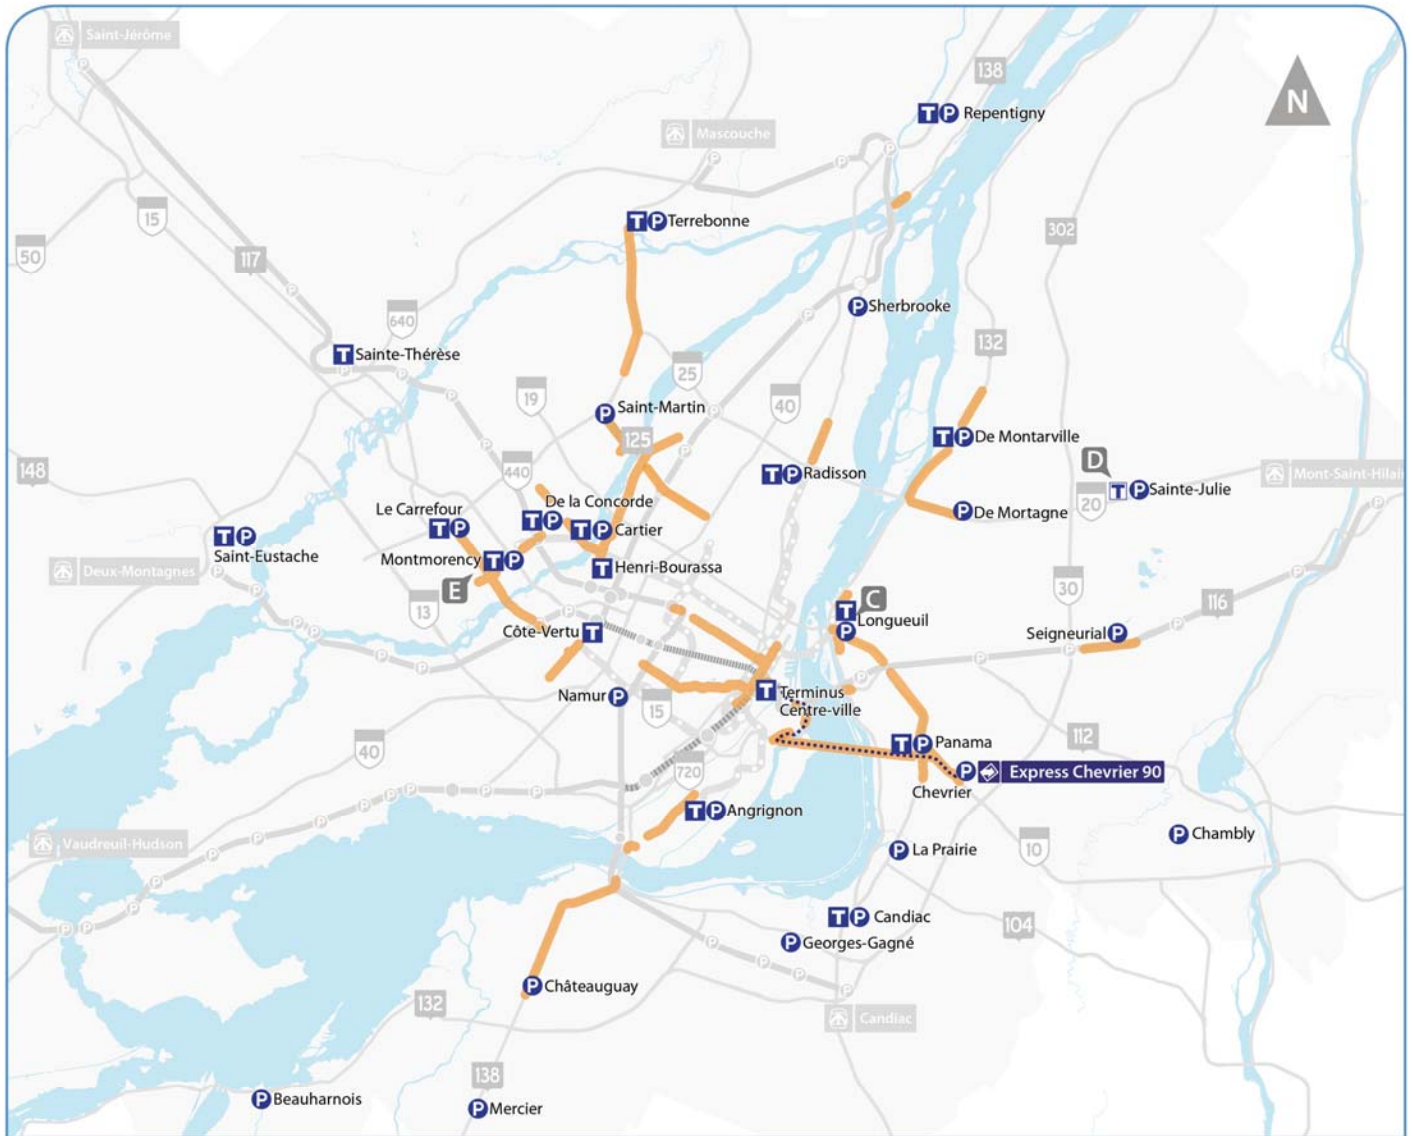 Saint-Jérôme
138
N
T P Repentigny
Mascouche
15
T P Terrebonne
302
50
117
P Sherbrooke
640
T Sainte-Thérèse
132
25
19
40
P Saint-Martin
125
T P De Montarville
D
148
440
T P Radisson
Mont-Saint-Hilai
T P Sainte-Julie
20
Le Carrefour
T P
De la Concorde
T P
T P Cartier
P De Mortagne
T P
Saint-Eustache
Montmorency T P
T Henri-Bourassa
Deux-Montagnes
E
30
C
13
T
Longueuil
P
116
Côte-Vertu T
Seigneurial P
Namur P
T Terminus
Centre-ville
15
40
T P Panama
112
720
P Express Chevrier 90
Chevrier
T P Angrignon
P Chambly
Vaudreuil-Hudson
P La Prairie
10
T P Candiac
104
P Georges-Gagné
P Châteauguay
132
Candiac
138
P Beauharnois
P Mercier